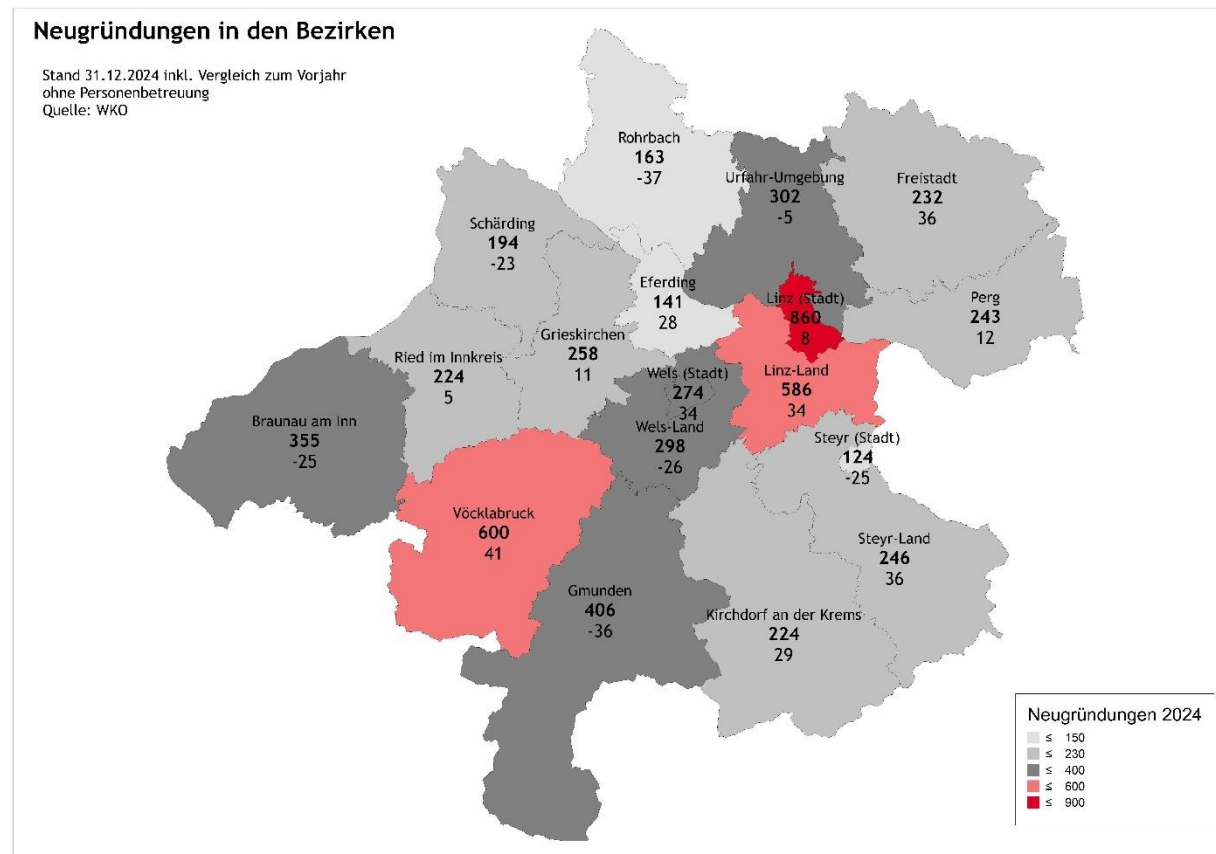 Neugründungen in den Bezirken
Stand 31.12.2024 inkl. Vergleich zum Vorjahr
ohne Personenbetreuung
Quelle: WKO
Rohrbach
163
-37
Urfahr-Umgebung
302
-5
Freistadt
232
36
Schärding
194
-23
Eferding
141
28
Linz (Stadt)
860
8
Perg
243
12
Grieskirchen
258
11
Ried im Innkreis
224
5
Wels (Stadt)
274
34
Linz-Land
586
34
Braunau am Inn
355
-25
Wels-Land
298
-26
Steyr (Stadt)
124
-25
Vöcklabruck
600
41
Steyr-Land
246
36
Gmunden
406
-36
Kirchdorf an der Krems
224
29
Neugründungen 2024
≤ 150
≤ 230
≤ 400
≤ 600
≤ 900